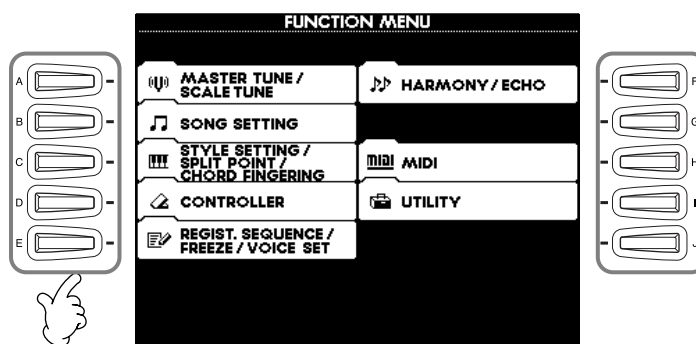 FUNCTION MENU
A
MASTER TUNE /
SCALE TUNE
HARMONY / ECHO
F
B
SONG SETTING
G
C
STYLE SETTING /
SPLIT POINT /
CHORD FINGERING
MIDI MIDI
H
D
CONTROLLER
UTILITY
I
E
REGIST. SEQUENCE /
FREEZE / VOICE SET
J